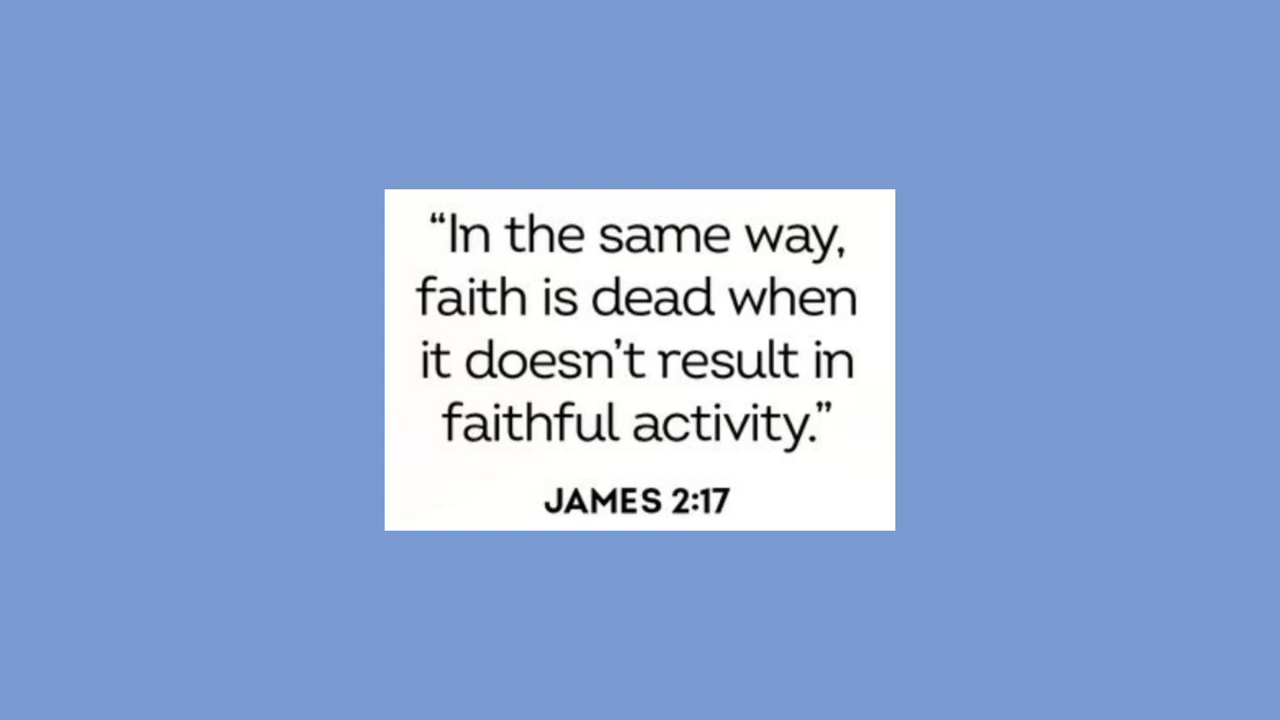 “In the same way,
faith is dead when
it doesn’t result in
faithful activity.”
JAMES 2:17